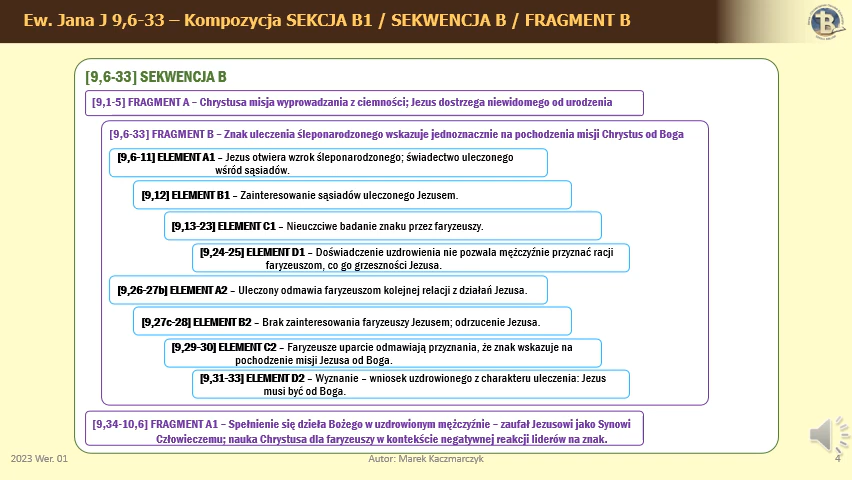 Ew. Jana J 9,6-33 – Kompozycja SEKCJA B1 / SEKWENCJA B / FRAGMENT B
[9,6-33] SEKWENCJA B
[9,1-5] FRAGMENT A – Chrystusa misja wyprowadzania z ciemności; Jezus dostrzega niewidomego od urodzenia
[9,6-33] FRAGMENT B – Znak uleczenia śleponarodzonego wskazuje jednoznacznie na pochodzenia misji Chrystus od Boga
[9,6-11] ELEMENT A1 – Jezus otwiera wzrok śleponarodzonego; świadectwo uleczonego
wśród sąsiadów.
[9,12] ELEMENT B1 – Zainteresowanie sąsiadów uleczonego Jezusem.
[9,13-23] ELEMENT C1 – Nieuczciwe badanie znaku przez faryzeuszy.
[9,24-25] ELEMENT D1 – Doświadczenie uzdrowienia nie pozwala mężczyźnie przyznać racji
faryzeuszom, co go grzeszności Jezusa.
[9,26-27b] ELEMENT A2 – Uleczony odmawia faryzeuszom kolejnej relacji z działań Jezusa.
[9,27c-28] ELEMENT B2 – Brak zainteresowania faryzeuszy Jezusem; odrzucenie Jezusa.
[9,29-30] ELEMENT C2 – Faryzeusze uparcie odmawiają przyznania, że znak wskazuje na
pochodzenie misji Jezusa od Boga.
[9,31-33] ELEMENT D2 – Wyznanie – wniosek uzdrowionego z charakteru uleczenia: Jezus
musi być od Boga.
[9,34-10,6] FRAGMENT A1 – Spełnienie się dzieła Bożego w uzdrowionym mężczyźnie – zaufał Jezusowi jako Synowi
Człowieczemu; nauka Chrystusa dla faryzeuszy w kontekście negatywnej reakcji liderów na znak.
2023 Wer. 01
Autor: Marek Kaczmarczyk
4